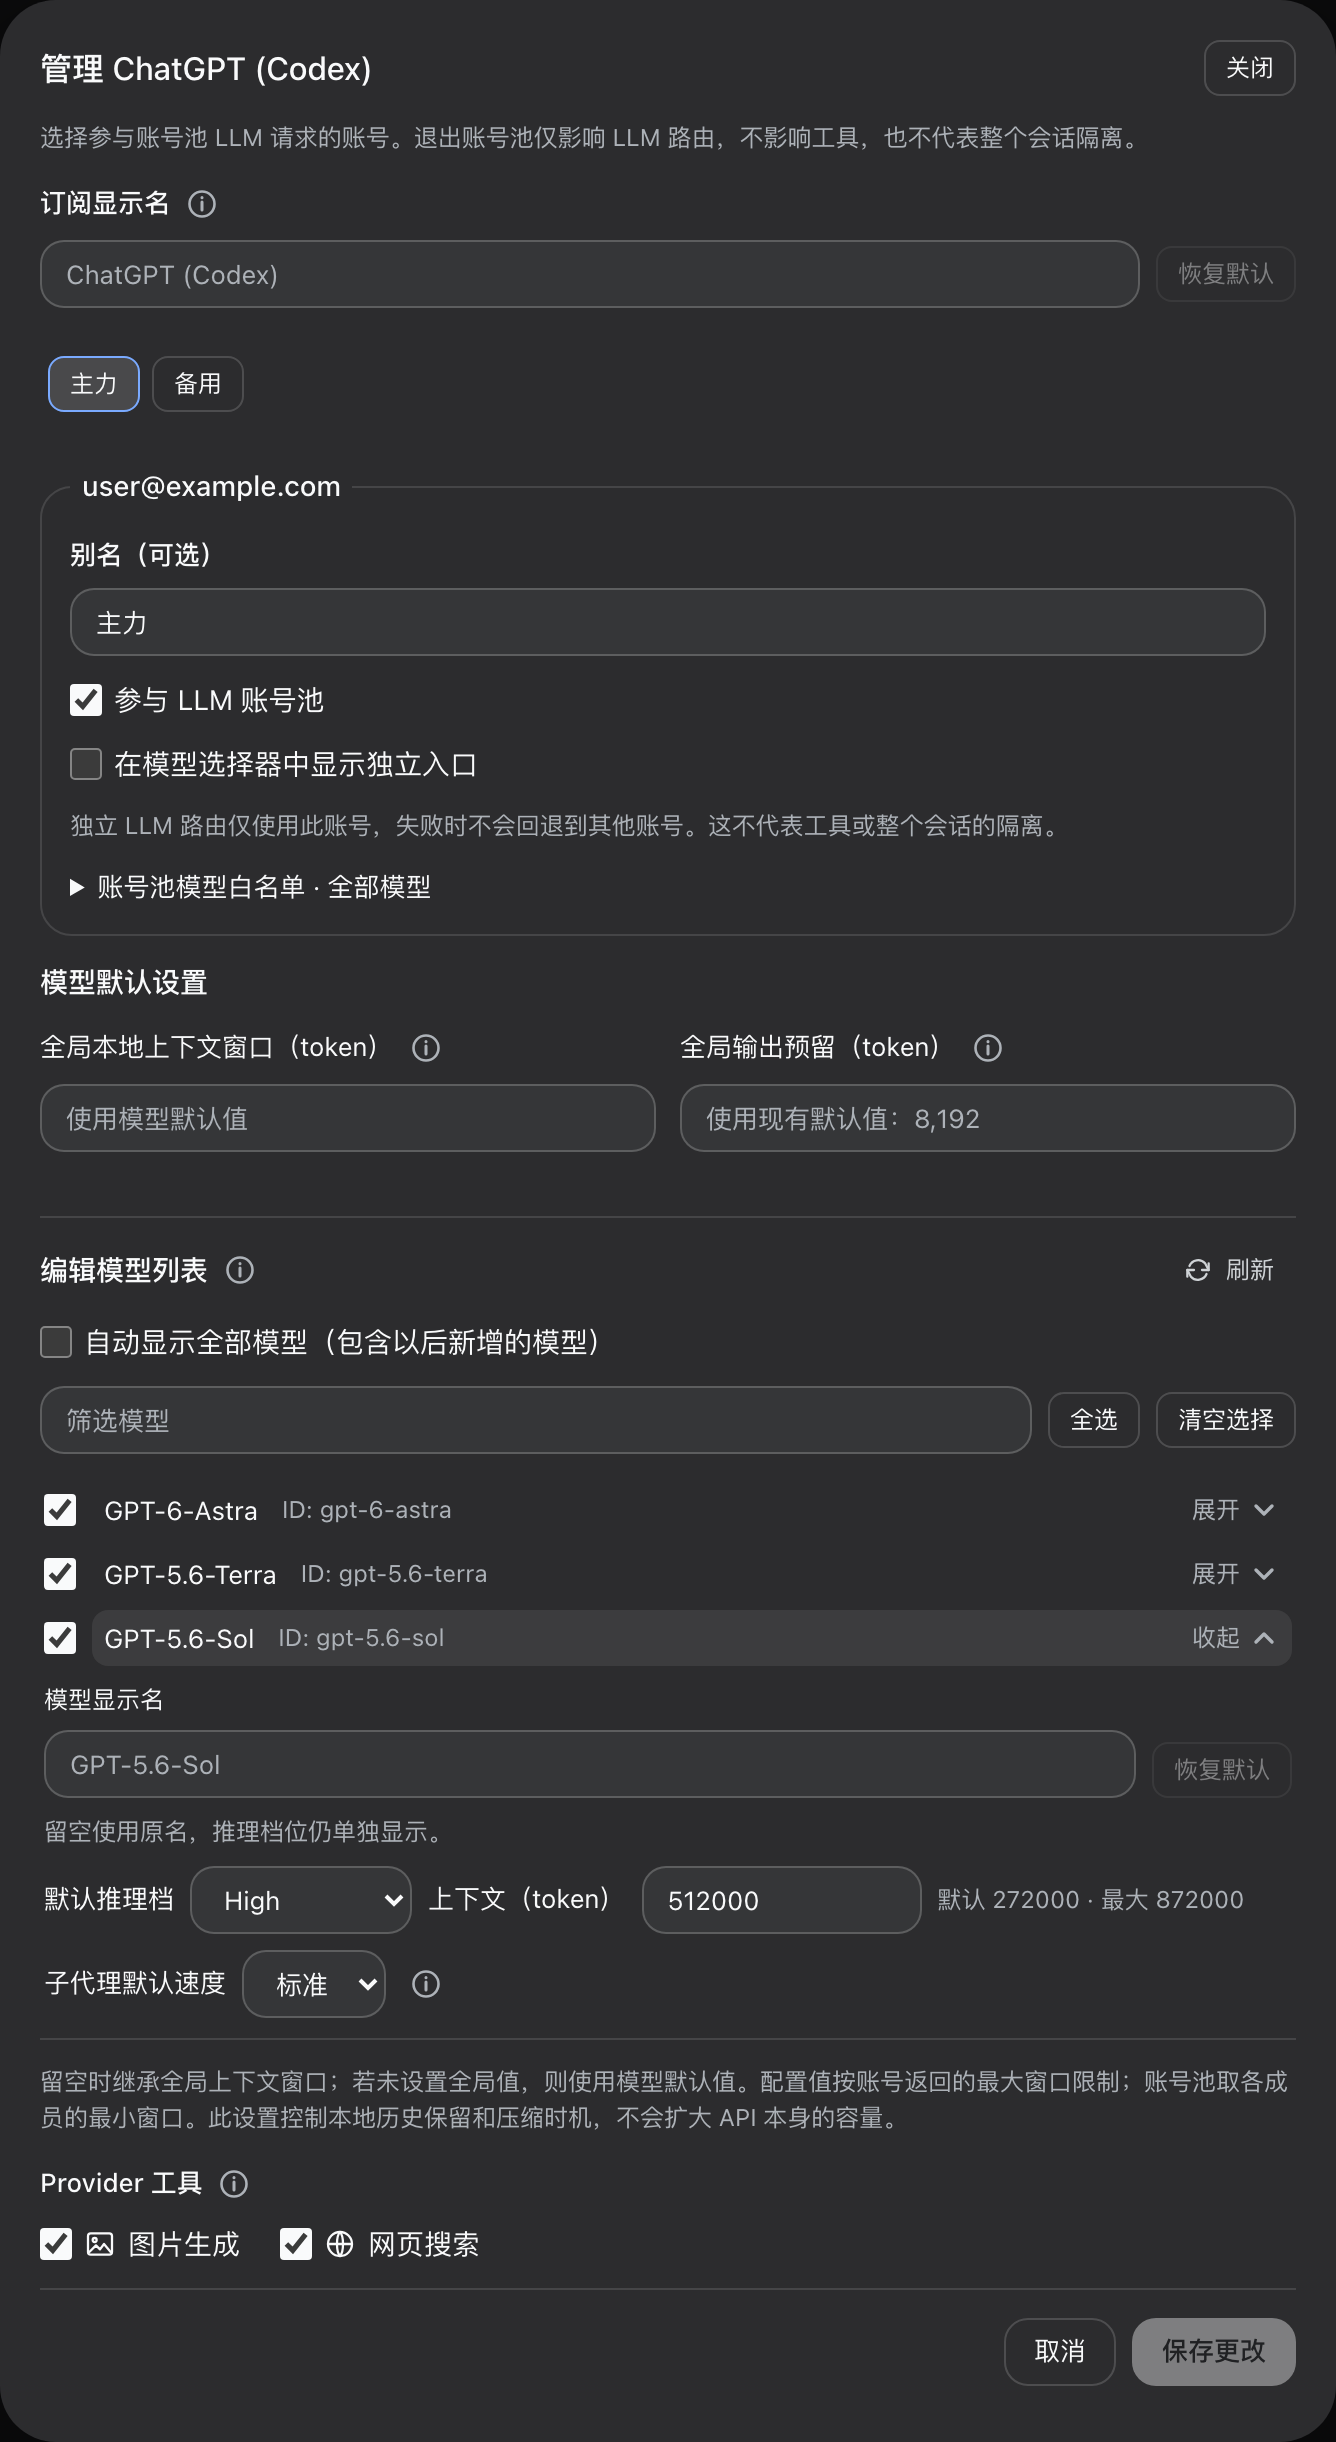 管理 ChatGPT (Codex)
关闭
选择参与账号池 LLM 请求的账号。退出账号池仅影响 LLM 路由，不影响工具，也不代表整个会话隔离。
订阅显示名
ChatGPT (Codex)
恢复默认
主力
备用
user@example.com
别名（可选）
主力
参与 LLM 账号池
在模型选择器中显示独立入口
独立 LLM 路由仅使用此账号，失败时不会回退到其他账号。这不代表工具或整个会话的隔离。
账号池模型白名单 · 全部模型
模型默认设置
全局本地上下文窗口（token）
全局输出预留（token）
使用模型默认值
使用现有默认值：8,192
编辑模型列表
刷新
自动显示全部模型（包含以后新增的模型）
筛选模型
全选
清空选择
GPT-6-Astra ID: gpt-6-astra 展开
GPT-5.6-Terra ID: gpt-5.6-terra 展开
GPT-5.6-Sol ID: gpt-5.6-sol 收起
模型显示名
GPT-5.6-Sol
恢复默认
留空使用原名，推理档位仍单独显示。
默认推理档 High 上下文（token） 512000 默认 272000 · 最大 872000
子代理默认速度 标准
留空时继承全局上下文窗口；若未设置全局值，则使用模型默认值。配置值按账号返回的最大窗口限制；账号池取各成
员的最小窗口。此设置控制本地历史保留和压缩时机，不会扩大 API 本身的容量。
Provider 工具
图片生成 网页搜索
取消
保存更改